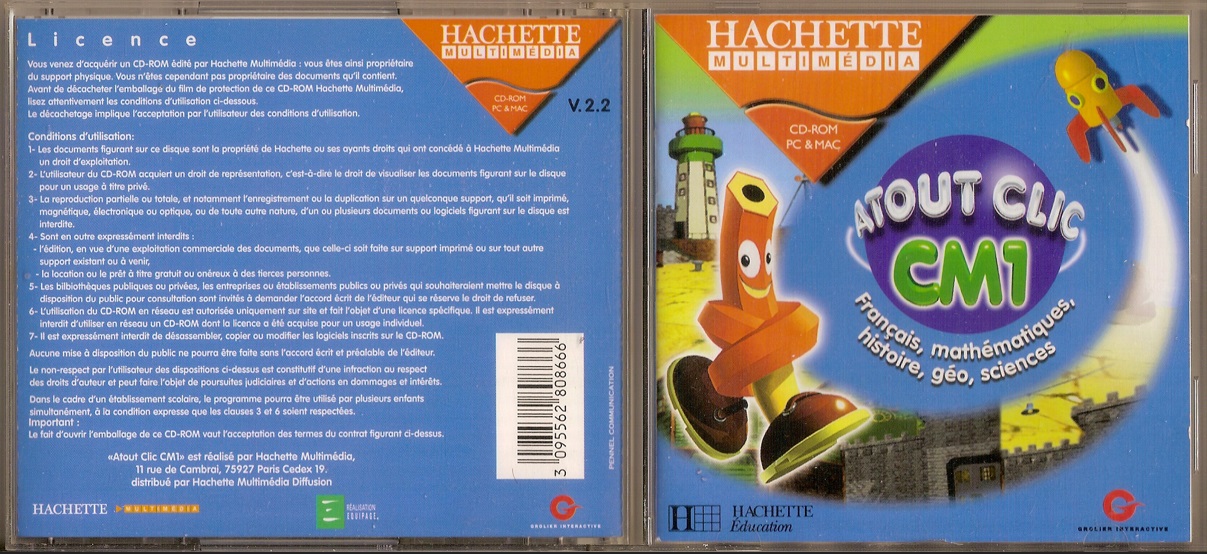 Licence
HACHETTE
MULTIMÉDIA
CD-ROM
PC & MAC
V.2.2
Vous venez d'acquérir un CD-ROM édité par Hachette Multimédia : vous êtes ainsi propriétaire
du support physique. Vous n'êtes cependant pas propriétaire des documents qu'il contient.
Avant de décacheter l'emballage du film de protection de ce CD-ROM Hachette Multimédia,
lisez attentivement les conditions d'utilisation ci-dessous.
Le décachetage implique l'acceptation par l'utilisateur des conditions d'utilisation.
Conditions d'utilisation:
1- Les documents figurant sur ce disque sont la propriété de Hachette ou ses ayants droits qui ont concédé à Hachette Multimédia
un droit d'exploitation.
2- L'utilisateur du CD-ROM acquiert un droit de représentation, c'est-à-dire le droit de visualiser les documents figurant sur le disque
pour un usage à titre privé.
3- La reproduction partielle ou totale, et notamment l'enregistrement ou la duplication sur un quelconque support, qu'il soit imprimé,
magnétique, électronique ou optique, ou de toute autre nature, d'un ou plusieurs documents ou logiciels figurant sur le disque est
interdite.
4- Sont en outre expressément interdits :
- l'édition, en vue d'une exploitation commerciale des documents, que celle-ci soit faite sur support imprimé ou sur tout autre
support existant ou à venir,
- la location ou le prêt à titre gratuit ou onéreux à des tierces personnes.
5- Les bilbiothèques publiques ou privées, les entreprises ou établissements publics ou privés qui souhaiteraient mettre le disque à
disposition du public pour consultation sont invités à demander l'accord écrit de l'éditeur qui se réserve le droit de refuser.
6- L'utilisation du CD-ROM en réseau est autorisée uniquement sur site et fait l'objet d'une licence spécifique. Il est expressément
interdit d'utiliser en réseau un CD-ROM dont la licence a été acquise pour un usage individuel.
7- Il est expressément interdit de désassembler, copier ou modifier les logiciels inscrits sur le CD-ROM.
Aucune mise à disposition du public ne pourra être faite sans l'accord écrit et préalable de l'éditeur.
Le non-respect par l'utilisateur des dispositions ci-dessus est constitutif d'une infraction au respect
des droits d'auteur et peut faire l'objet de poursuites judiciaires et d'actions en dommages et intérêts.
Dans le cadre d'un établissement scolaire, le programme pourra être utilisé par plusieurs enfants
simultanément, à la condition expresse que les clauses 3 et 6 soient respectées.
Important :
Le fait d'ouvrir l'emballage de ce CD-ROM vaut l'acceptation des termes du contrat figurant ci-dessus.
«Atout Clic CM1» est réalisé par Hachette Multimédia,
11 rue de Cambrai, 75927 Paris Cedex 19.
distribué par Hachette Multimédia Diffusion
3 095562 808666
PENNEL COMMUNICATION
HACHETTE MULTIMEDIA
RÉALISATION
EQUIPAGE.
GROLIER INTERACTIVE
HACHETTE
MULTIMÉDIA
CD-ROM
PC & MAC
ATOUT CLIC
CM1
Français, mathématiques,
histoire, géo, sciences
HACHETTE
Éducation
GROLIER INTERACTIVE